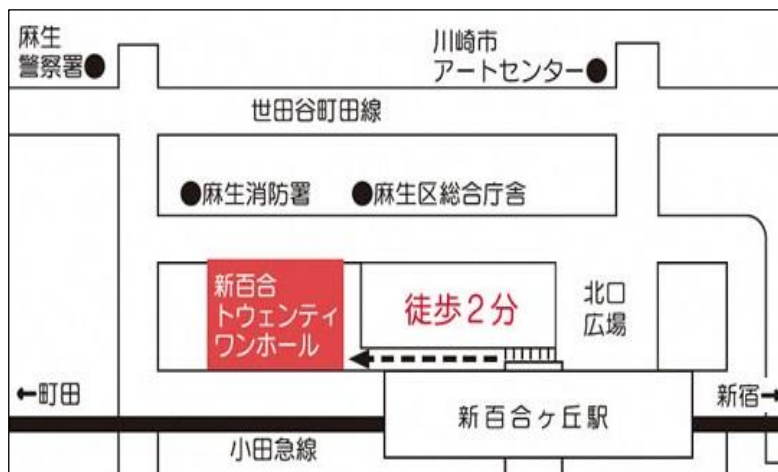 麻生
警察署●
川崎市
アートセンター●
世田谷町田線
●麻生消防署
●麻生区総合庁舎
新百合
トウェンティ
ワンホール
徒歩2分
北口
広場
←町田
新宿→
新百合ヶ丘駅
小田急線